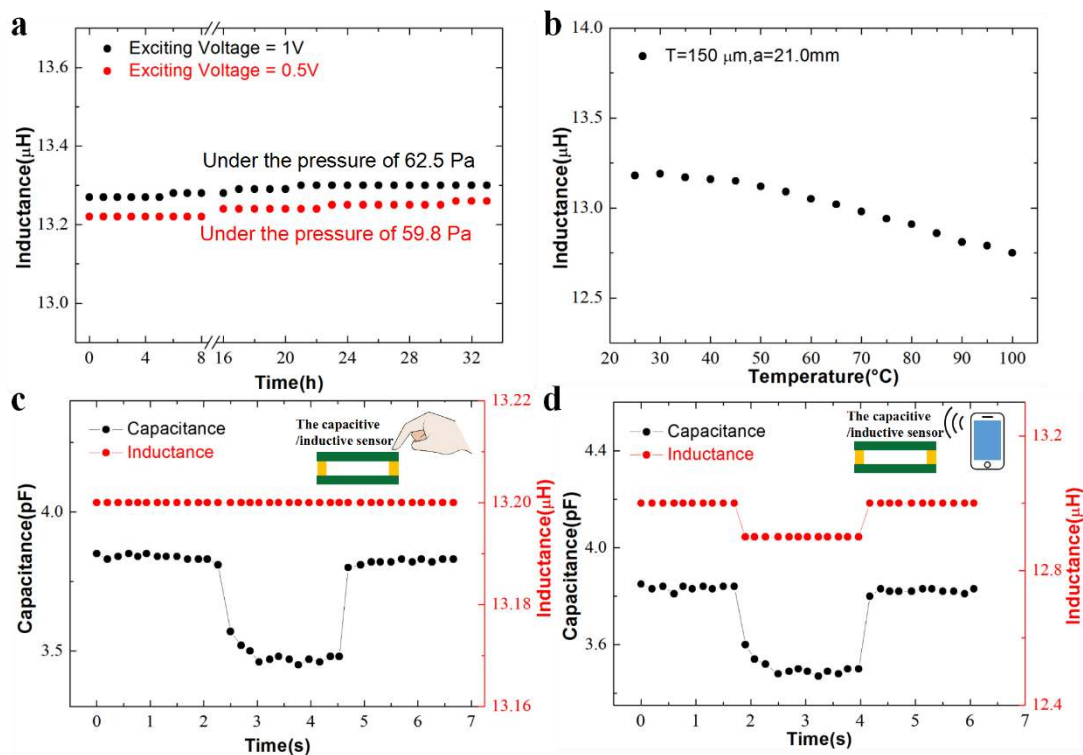 a
Exciting Voltage = 1V
Exciting Voltage = 0.5V
Under the pressure of 62.5 Pa
Under the pressure of 59.8 Pa
Inductance(μH)
13.6
13.4
13.2
13.0
0 4 8 16 20 24 28 32
Time(h)
b
T=150 μm,a=21.0mm
Inductance(μH)
14.0
13.5
13.0
12.5
20 30 40 50 60 70 80 90 100
Temperature(°C)
c
Capacitance
Inductance
The capacitive
/inductive sensor
Capacitance(pF)
4.0
3.5
13.22
13.20
13.18
13.16
Inductance(μH)
0 1 2 3 4 5 6 7
Time(s)
d
Capacitance
Inductance
The capacitive
/inductive sensor
Capacitance(pF)
4.4
4.0
3.6
13.2
12.8
12.4
Inductance(μH)
0 1 2 3 4 5 6 7
Time(s)